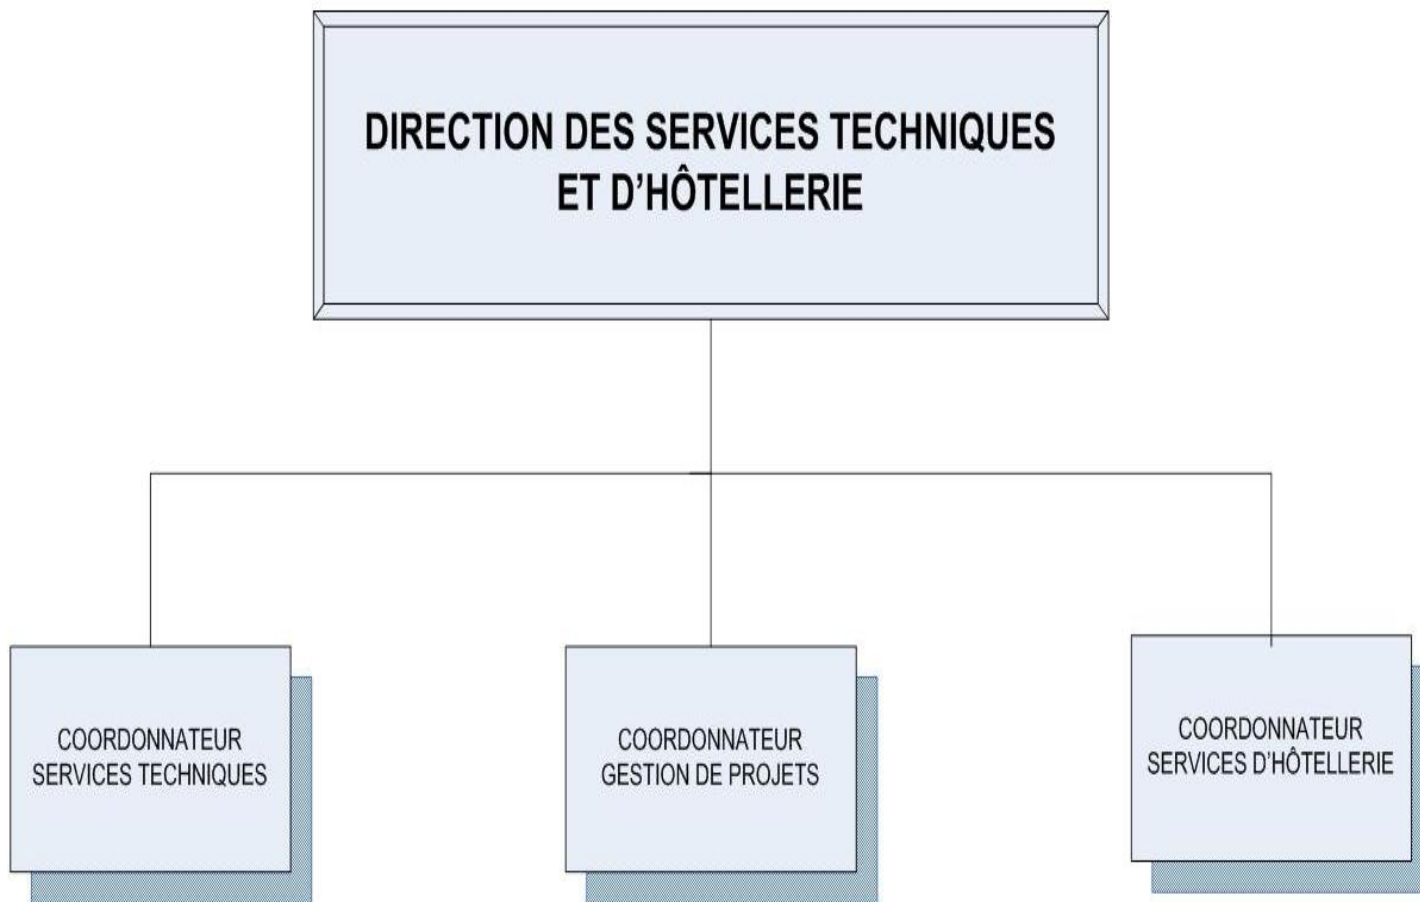 DIRECTION DES SERVICES TECHNIQUES
ET D’HÔTELLERIE
COORDONNATEUR
SERVICES TECHNIQUES
COORDONNATEUR
GESTION DE PROJETS
COORDONNATEUR
SERVICES D’HÔTELLERIE